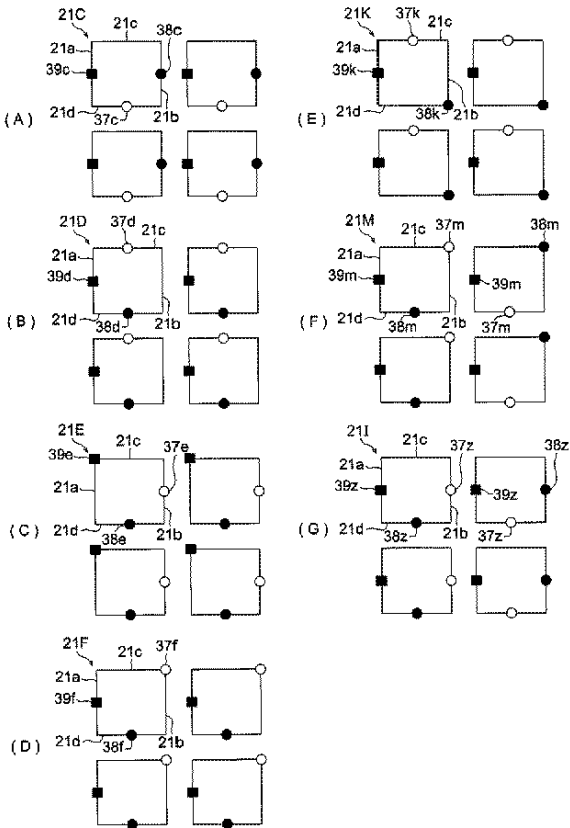 21C 21c 38c
21a
39c
(A)
21d 37c 21b
21D 37d 21c
21a
39d
(B)
21d 38d 21b
21E 21c 37e
39e
21a
(C)
21d 38e 21b
21F 21c 37f
21a
39f
(D)
21d 38f 21b
21K 37k 21c
21a
39k
(E)
21d 38k 21b
21M 21c 37m 38m
21a
39m 39m
(F)
21d 38m 21b 37m
21I 21c 37z 38z
21a
39z 39z
(G)
21d 38z 21b 37z